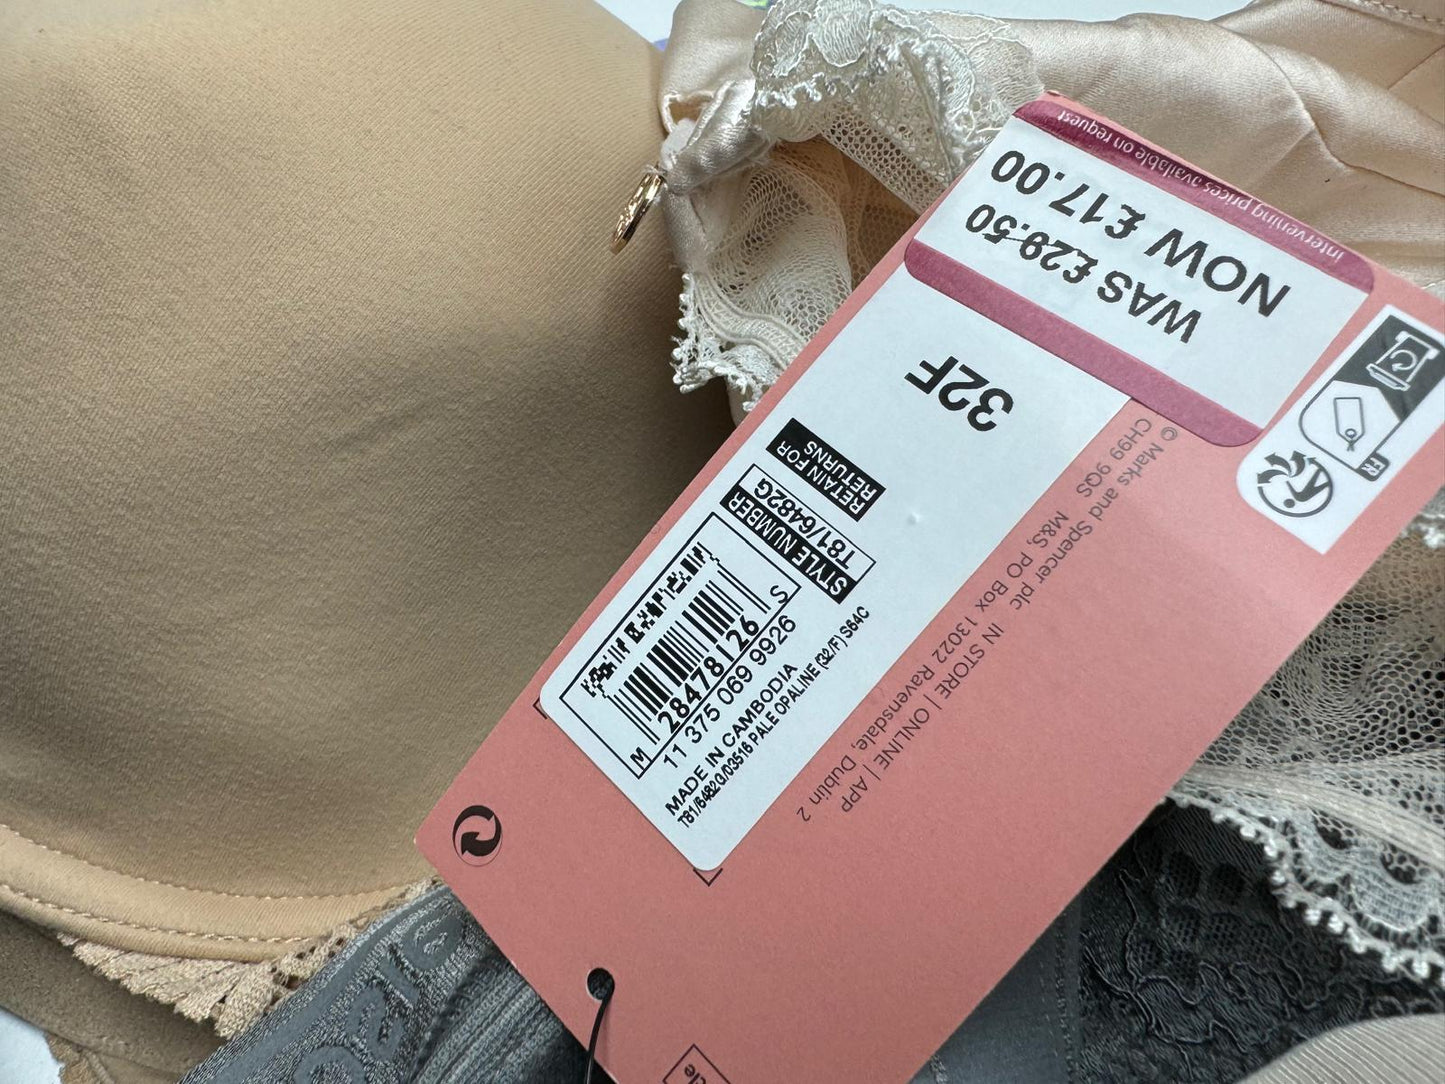 intervening prices available on request
WAS £29.50
NOW £17.00
32F
RETAIN FOR
RETURNS
STYLE NUMBER
T81/6482G
M 28478126 S
11 375 069 9926
MADE IN CAMBODIA
T81/6482G/03516 PALE OPALINE (32/F) S64C
FR
© Marks and Spencer plc IN STORE | ONLINE | APP
CH99 9QS M&S, PO Box 13022 Ravensdale, Dublin 2